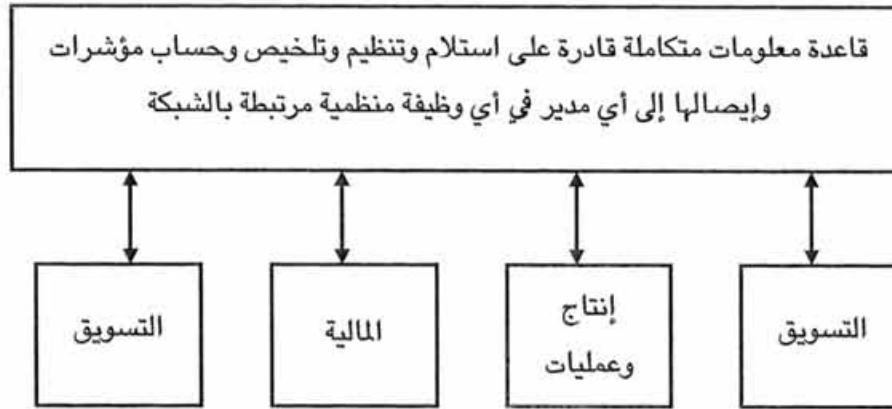 قاعدة معلومات متكاملة قادرة على استلام وتنظيم وتلخيص وحساب مؤشرات
وإيصالها إلى أي مدير في أي وظيفة منظمية مرتبطة بالشبكة
التسويق
إنتاج
وعمليات
المالية
التسويق